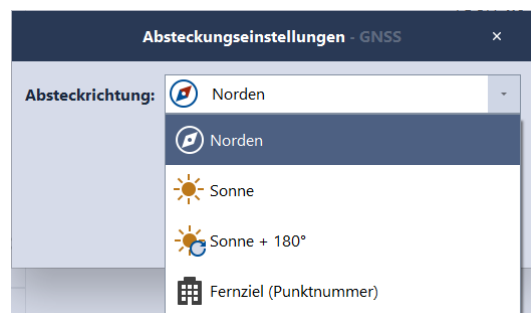 Absteckungseinstellungen - GNSS
Absteckrichtung: Norden
Norden
Sonne
Sonne + 180°
Fernziel (Punktnummer)